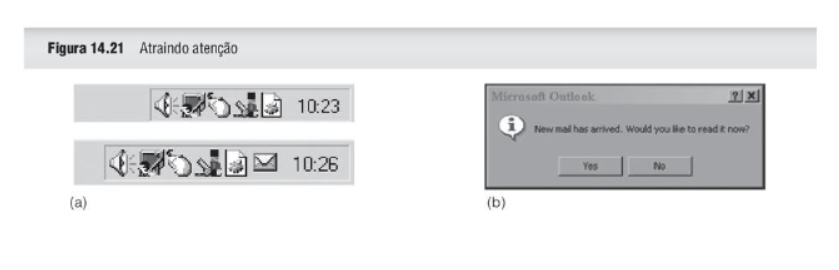 Figura 14.21 Atraindo atenção
10:23
10:26
(a)
Microsoft Outlook
New mail has arrived. Would you like to read it now?
Yes No
(b)